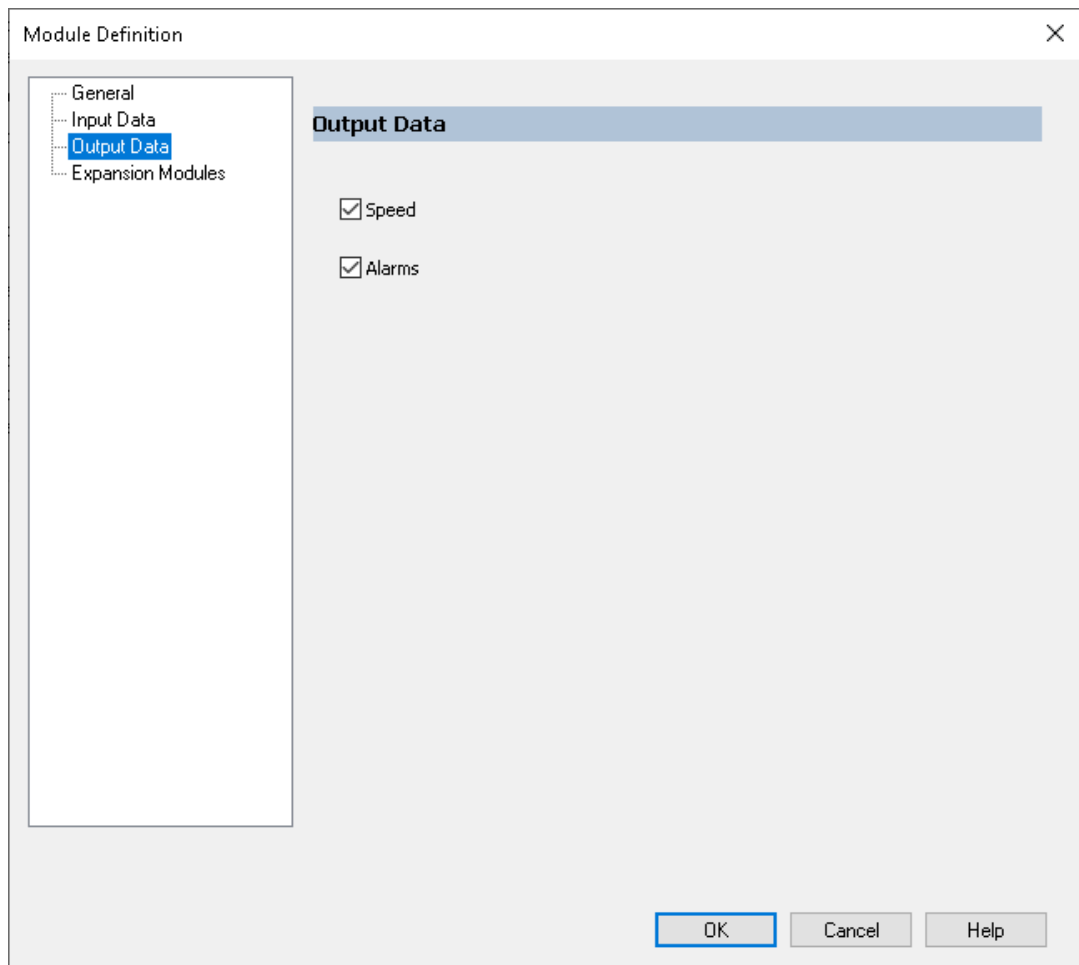 Module Definition
General
Input Data
Output Data
Expansion Modules
Output Data
Speed
Alarms
OK
Cancel
Help